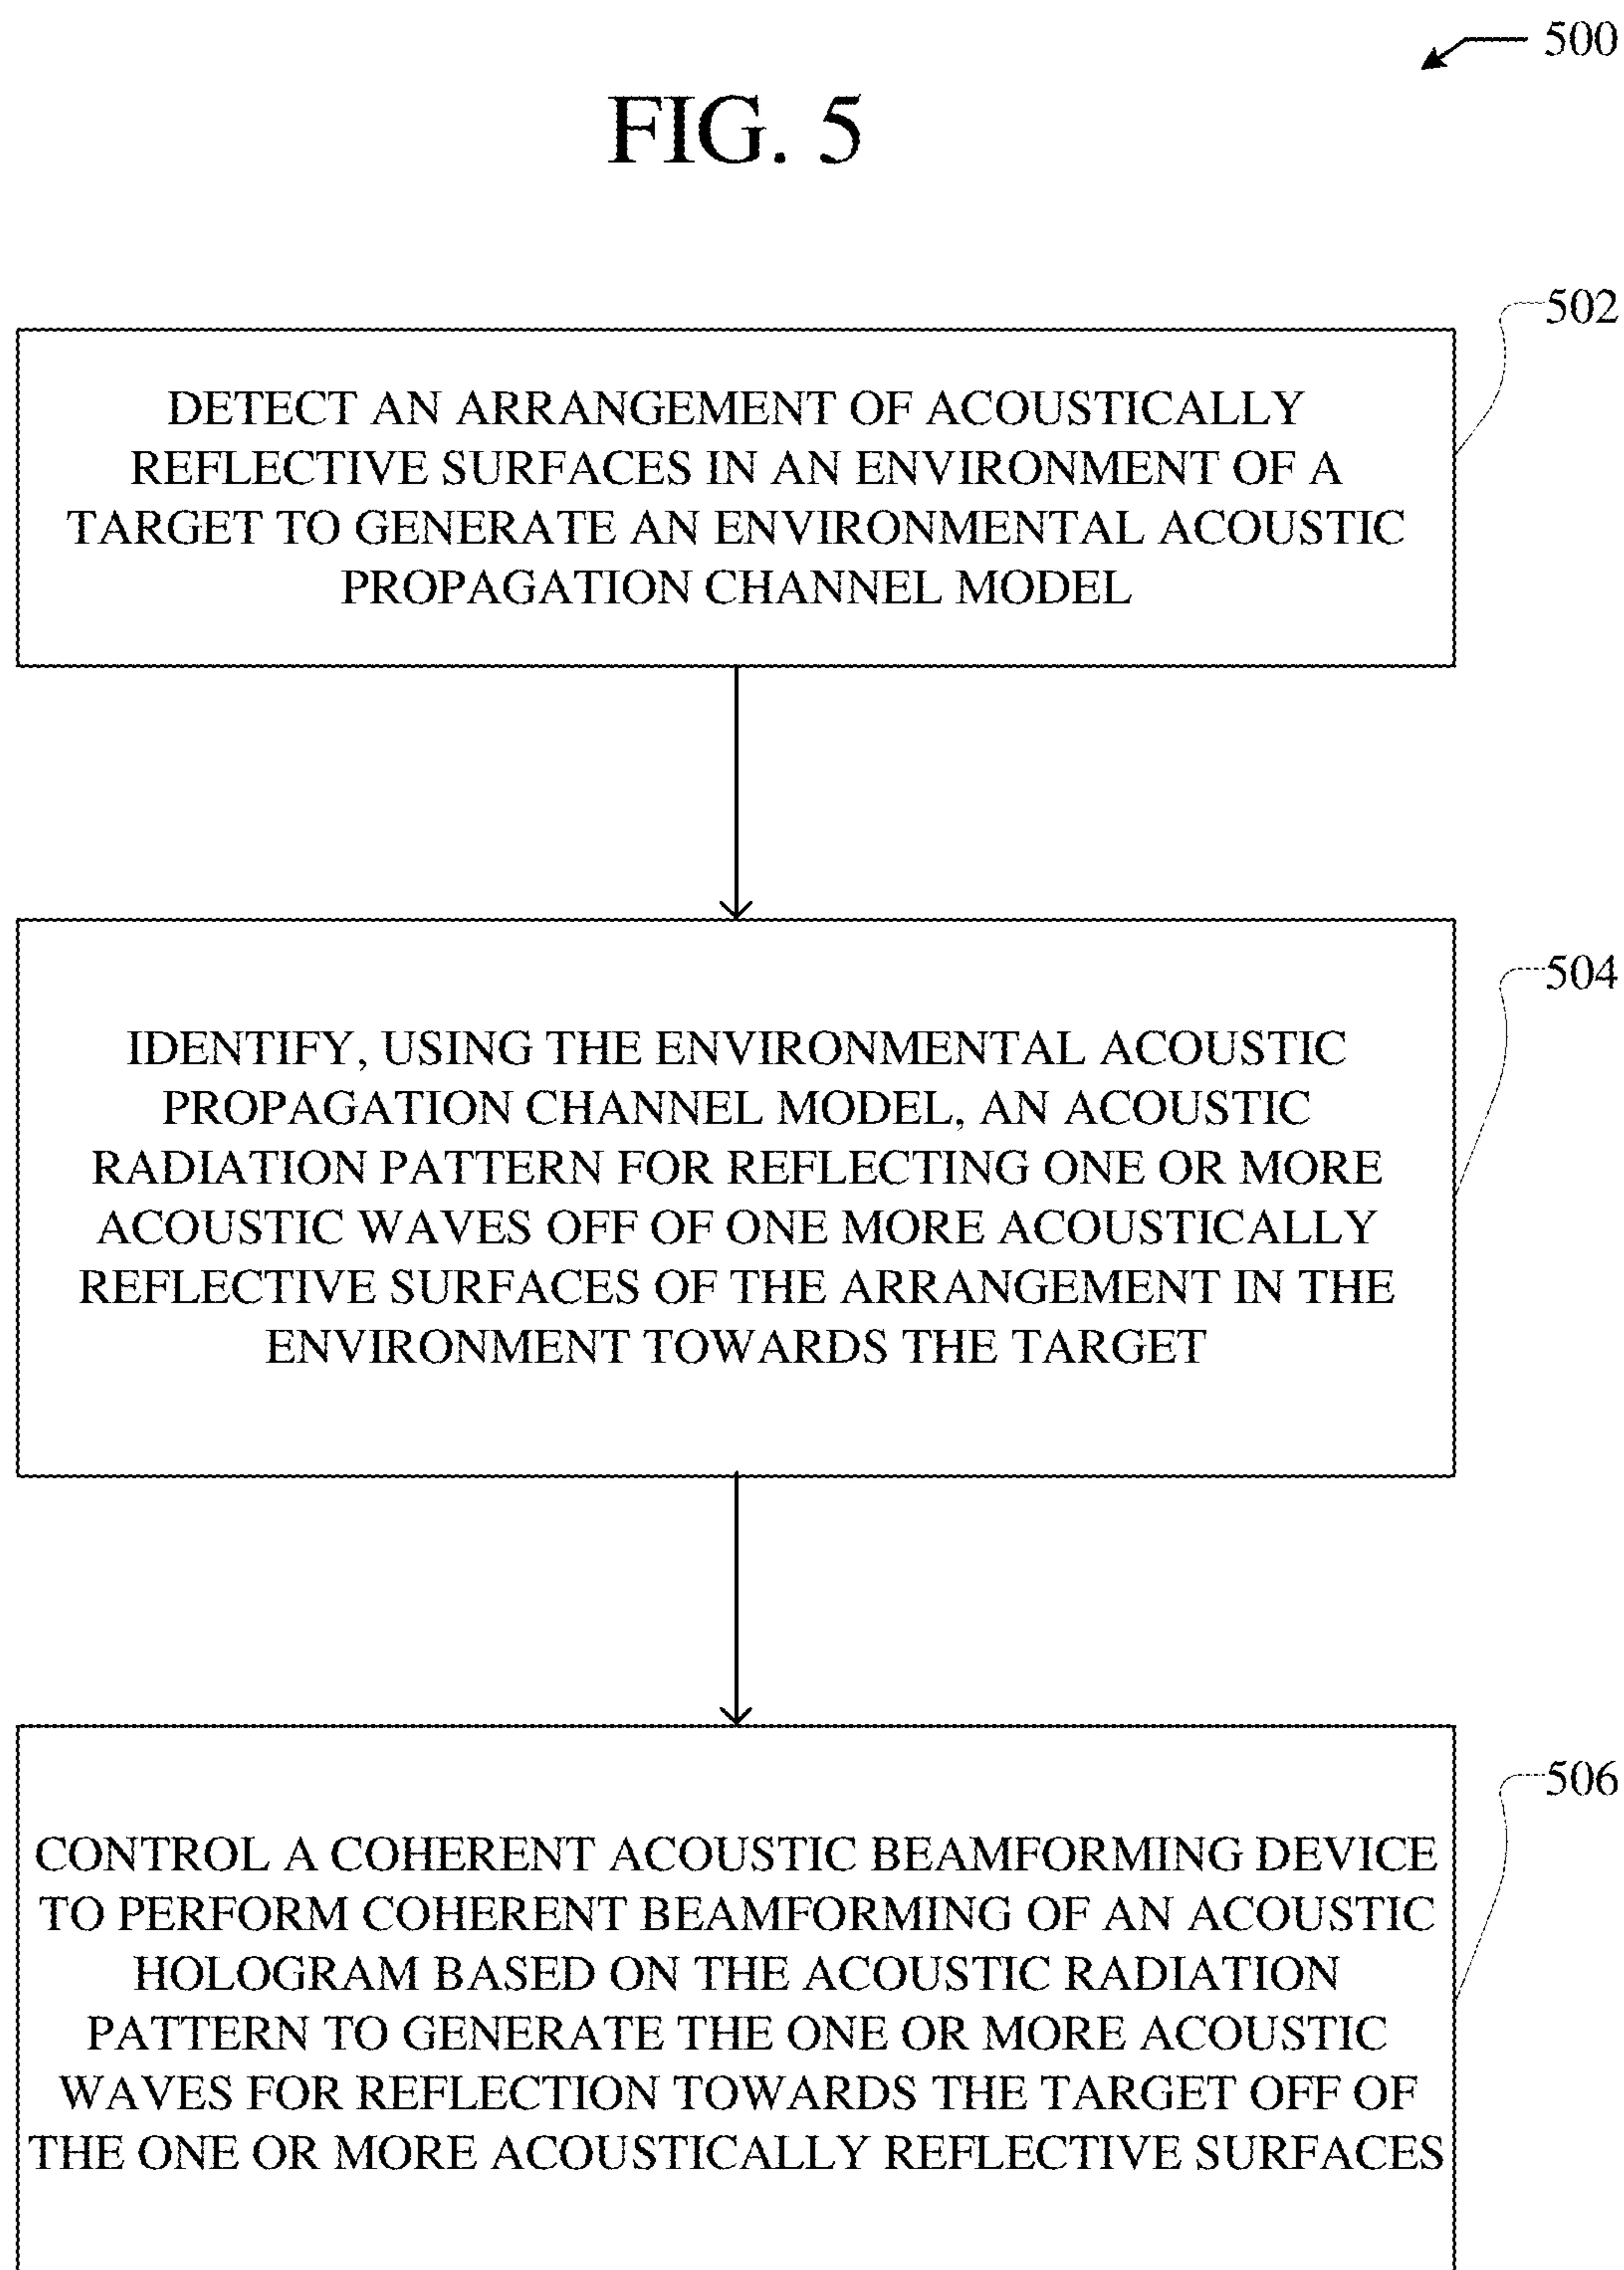 500
FIG. 5
502
DETECT AN ARRANGEMENT OF ACOUSTICALLY
REFLECTIVE SURFACES IN AN ENVIRONMENT OF A
TARGET TO GENERATE AN ENVIRONMENTAL ACOUSTIC
PROPAGATION CHANNEL MODEL
504
IDENTIFY, USING THE ENVIRONMENTAL ACOUSTIC
PROPAGATION CHANNEL MODEL, AN ACOUSTIC
RADIATION PATTERN FOR REFLECTING ONE OR MORE
ACOUSTIC WAVES OFF OF ONE MORE ACOUSTICALLY
REFLECTIVE SURFACES OF THE ARRANGEMENT IN THE
ENVIRONMENT TOWARDS THE TARGET
506
CONTROL A COHERENT ACOUSTIC BEAMFORMING DEVICE
TO PERFORM COHERENT BEAMFORMING OF AN ACOUSTIC
HOLOGRAM BASED ON THE ACOUSTIC RADIATION
PATTERN TO GENERATE THE ONE OR MORE ACOUSTIC
WAVES FOR REFLECTION TOWARDS THE TARGET OFF OF
THE ONE OR MORE ACOUSTICALLY REFLECTIVE SURFACES